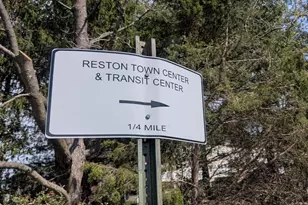 RESTON TOWN CENTER
& TRANSIT CENTER
1/4 MILE